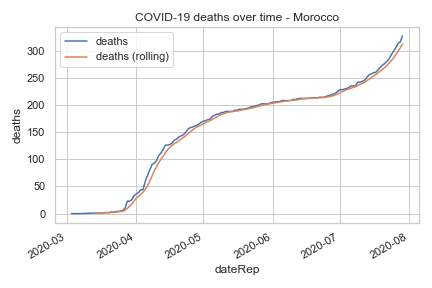 COVID-19 deaths over time - Morocco
deaths
deaths (rolling)
deaths
300
250
200
150
100
50
0
2020-03
2020-04
2020-05
2020-06
2020-07
2020-08
dateRep